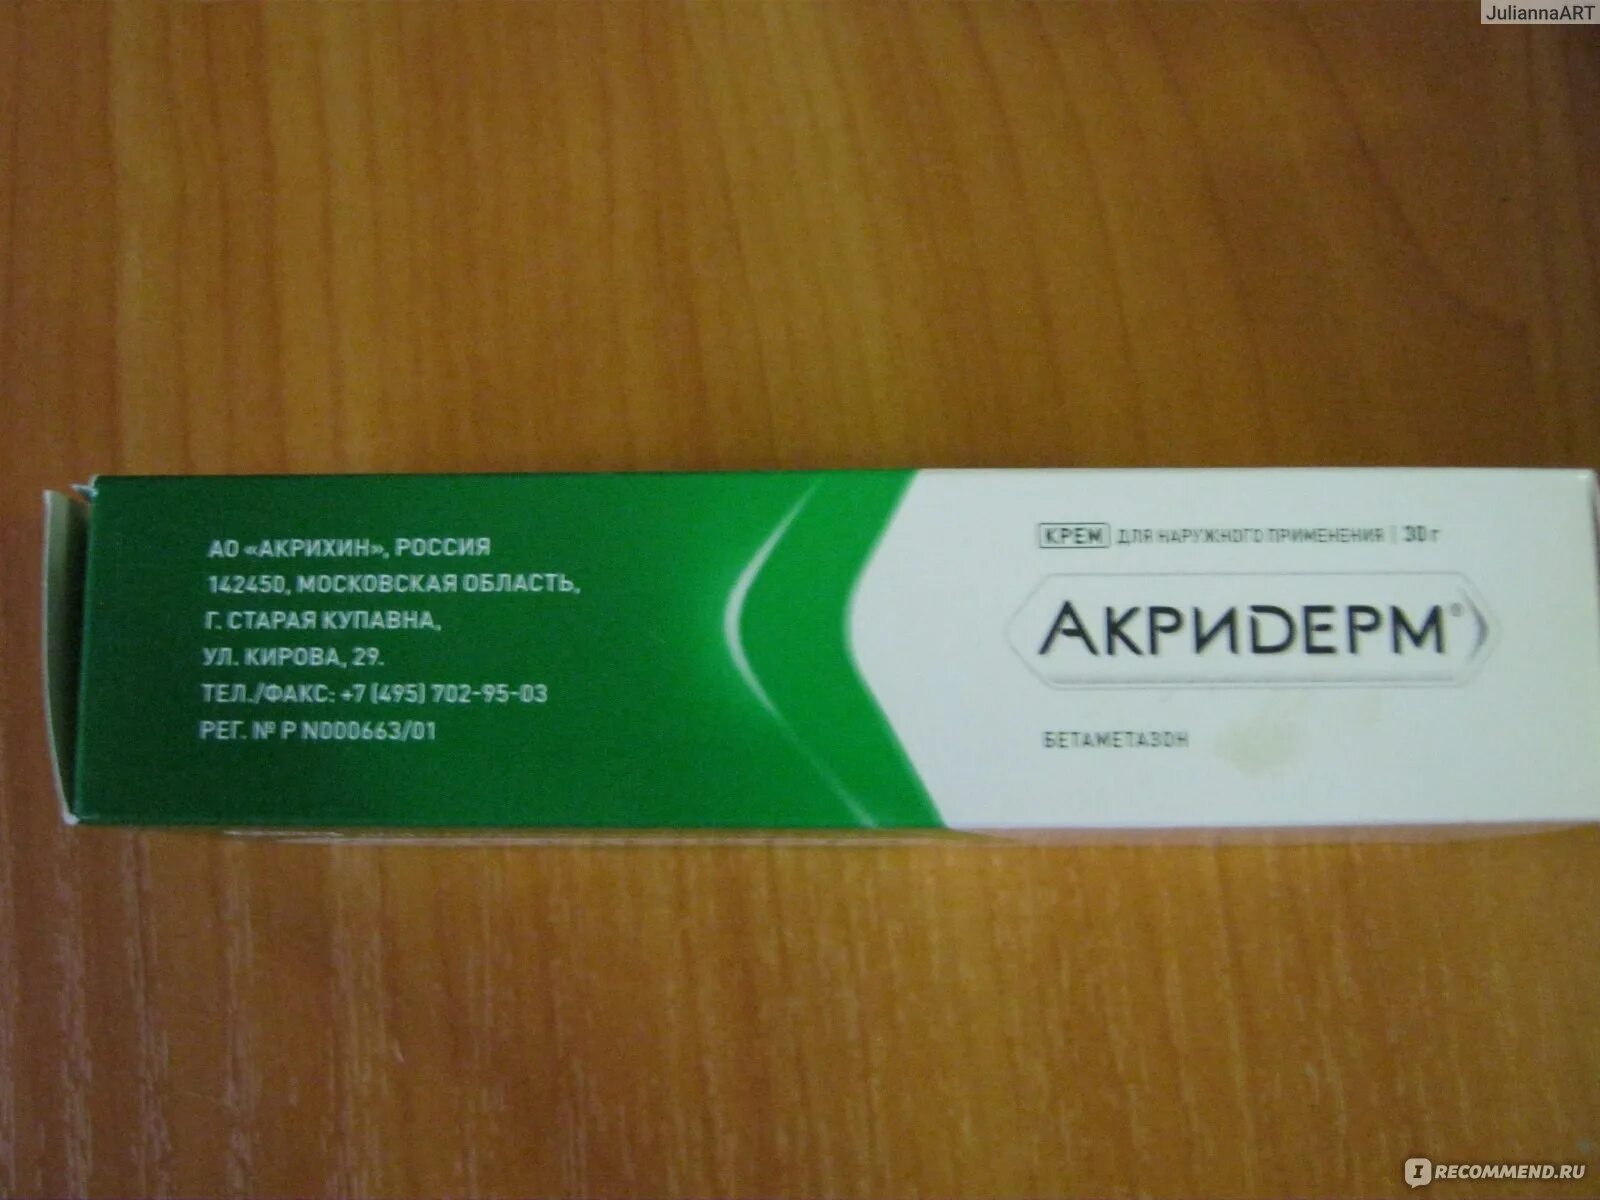 JuliannaART
АО «АКРИХИН», РОССИЯ
142450, МОСКОВСКАЯ ОБЛАСТЬ,
Г. СТАРАЯ КУПАВНА,
УЛ. КИРОВА, 29.
ТЕЛ./ФАКС: +7 (495) 702-95-03
РЕГ. № Р N000663/01
КРЕМ ДЛЯ НАРУЖНОГО ПРИМЕНЕНИЯ | 30 г
АКРИДЕРМ®
БЕТАМЕТАЗОН
IRECOMMEND.RU